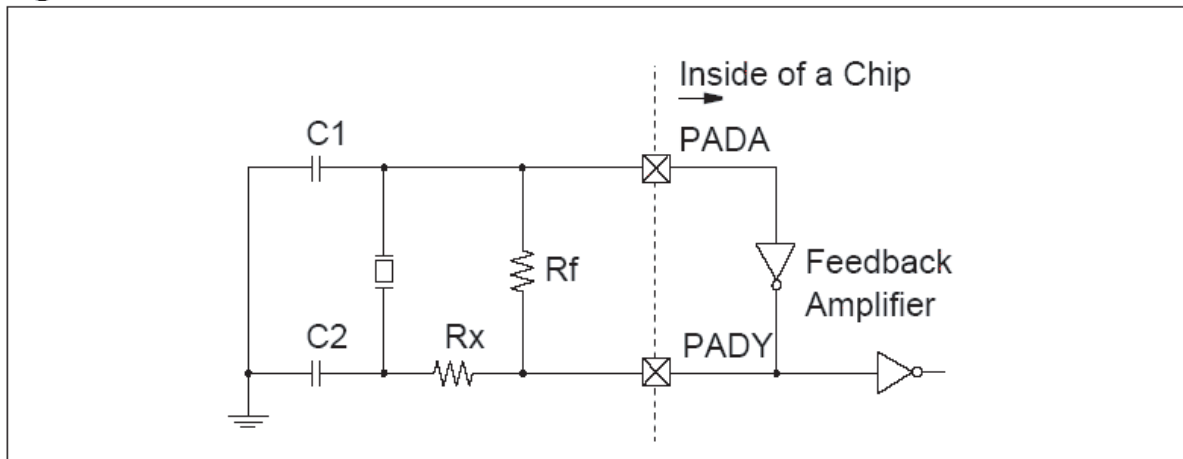 Inside of a Chip
C1
PADA
Rf
Feedback
Amplifier
C2
Rx
PADY